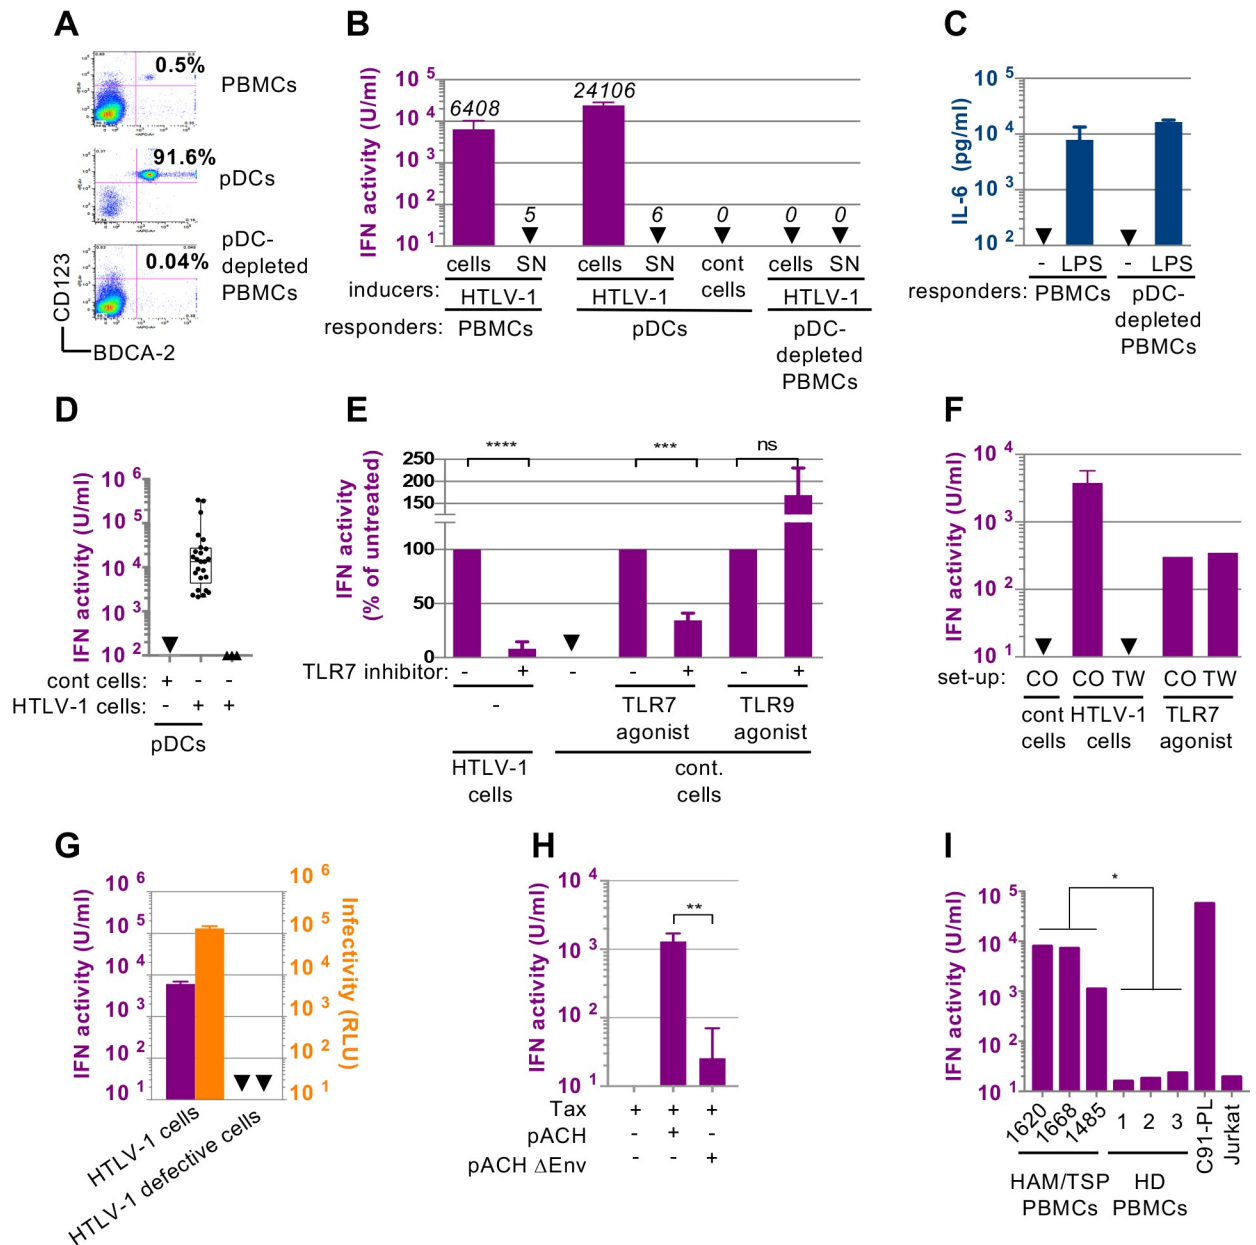 A
0.5%
PBMCs
91.6%
pDCs
0.04%
pDC-
depleted
PBMCs
CD123
BDCA-2
B
IFN activity (U/ml)
10 5
10 4
10 3
10 2
10 1
6408
5
24106
6
0
0
0
inducers:
cells SN
cells SN
cont
cells
cells SN
HTLV-1
HTLV-1
HTLV-1
responders:
PBMCs
pDCs
pDC-
depleted
PBMCs
C
IL-6 (pg/ml)
10 5
10 4
10 3
10 2
- LPS - LPS
responders:
PBMCs
pDC-
depleted
PBMCs
D
IFN activity (U/ml)
10 6
10 5
10 4
10 3
10 2
cont cells: + - -
HTLV-1 cells: - + +
pDCs
E
IFN activity
(% of untreated)
250
200
150
100
50
0
****
***
ns
TLR7 inhibitor: - + - - + - +
-
TLR7
agonist
TLR9
agonist
HTLV-1
cells
cont.
cells
F
IFN activity (U/ml)
10 4
10 3
10 2
10 1
set-up: CO CO TW CO TW
cont
cells
HTLV-1
cells
TLR7
agonist
G
IFN activity (U/ml)
10 6
10 5
10 4
10 3
10 2
10 1
10 6
10 5
10 4
10 3
10 2
10 1
Infectivity (RLU)
HTLV-1 cells
HTLV-1 defective cells
H
IFN activity (U/ml)
10 4
10 3
10 2
10 1
**
Tax + + +
pACH - + -
pACH ΔEnv - - +
I
IFN activity (U/ml)
10 5
10 4
10 3
10 2
10 1
*
1620
1668
1485
1 2 3
C91-PL
Jurkat
HAM/TSP
PBMCs
HD
PBMCs